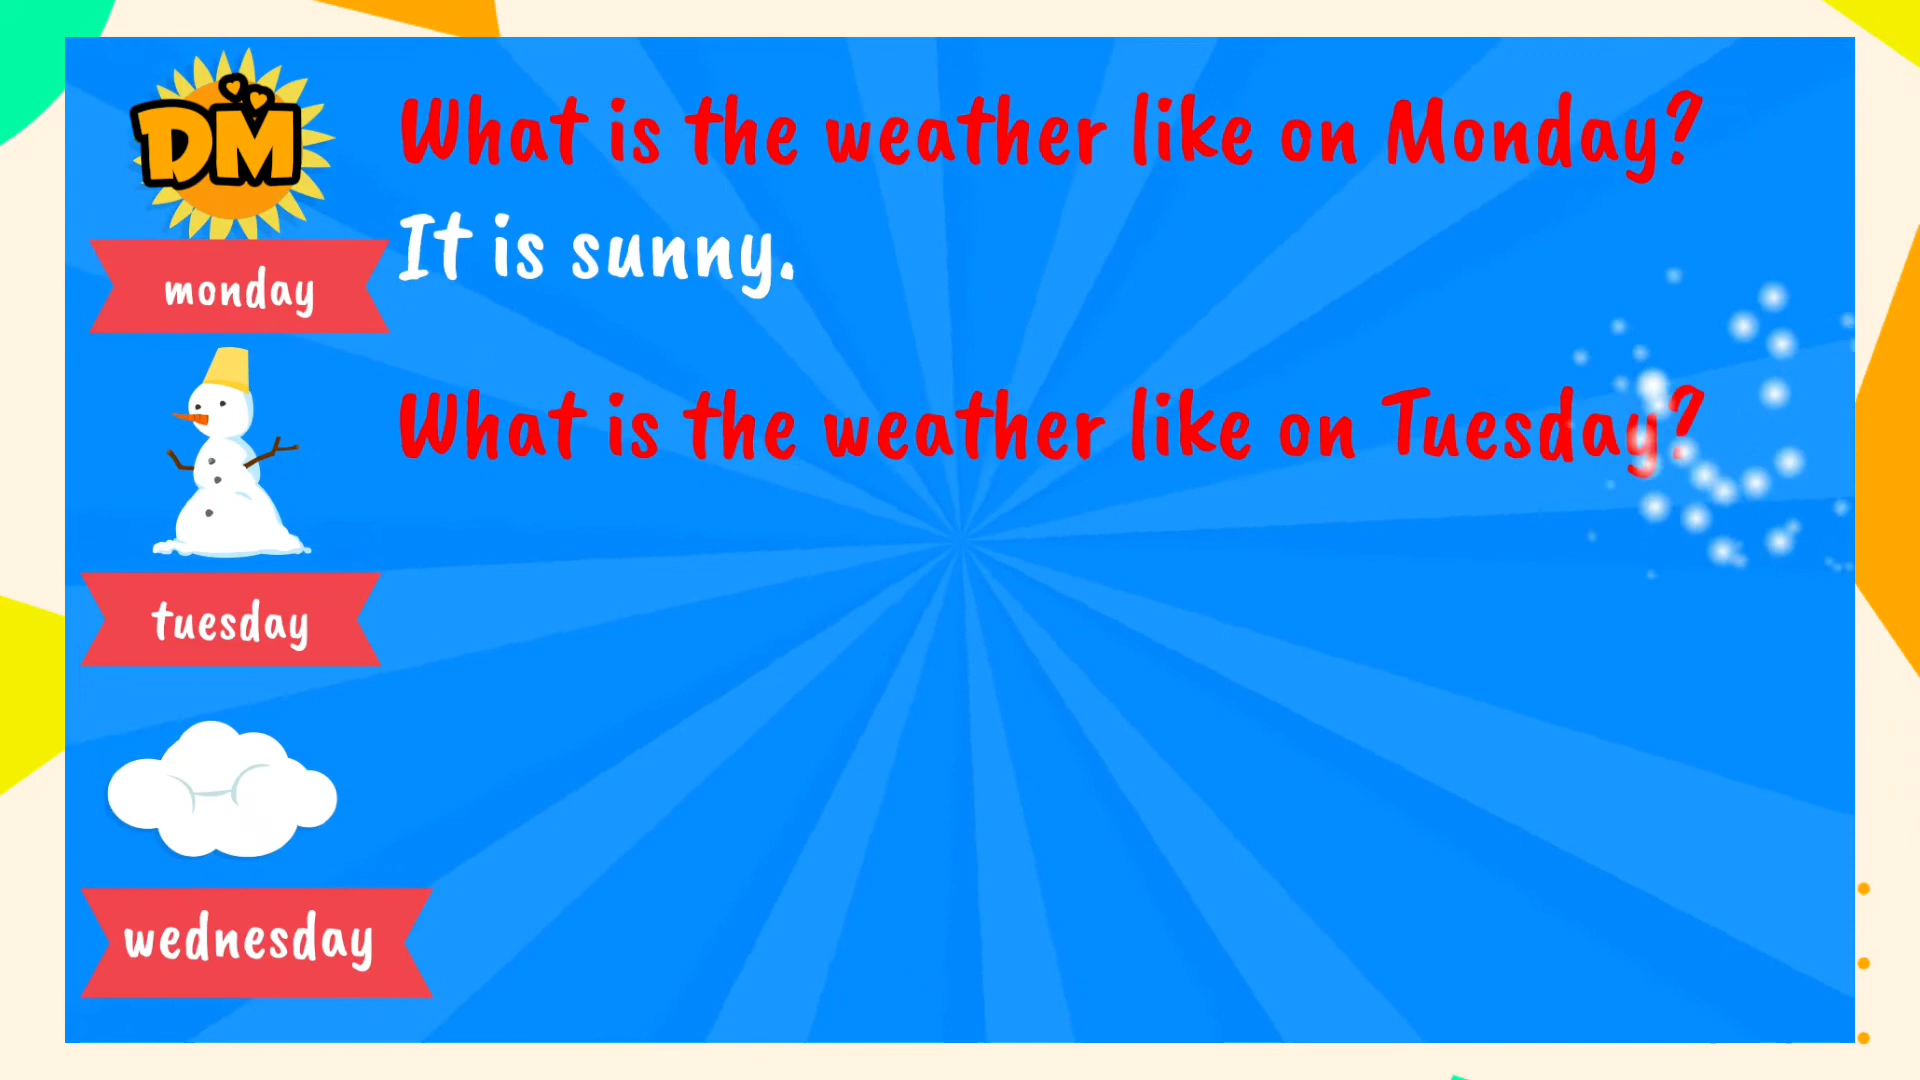 DM
What is the weather like on Monday?
It is sunny.
monday
What is the weather like on Tuesday?
tuesday
wednesday